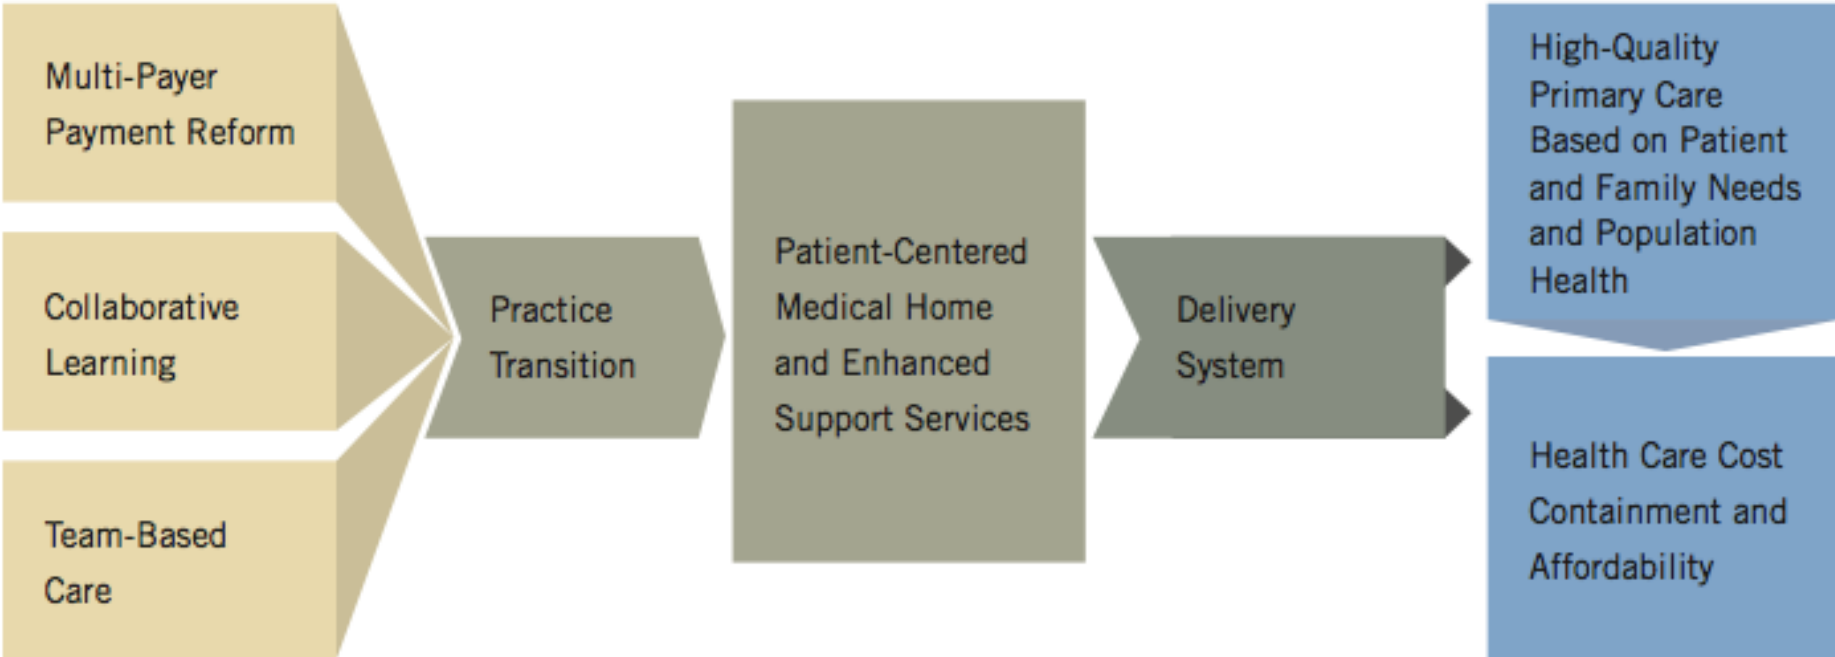 Multi-Payer
Payment Reform
Collaborative
Learning
Team-Based
Care
Practice
Transition
Patient-Centered
Medical Home
and Enhanced
Support Services
Delivery
System
High-Quality
Primary Care
Based on Patient
and Family Needs
and Population
Health
Health Care Cost
Containment and
Affordability